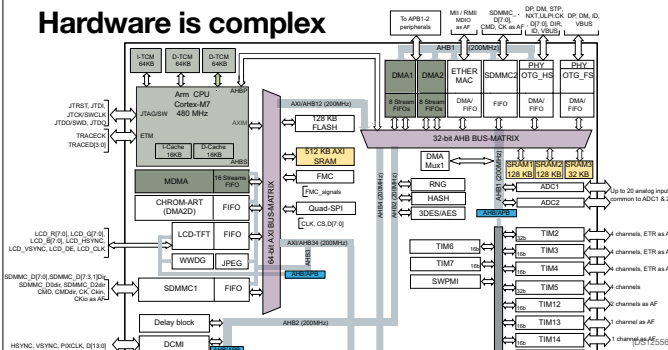 Hardware is complex
To APB1-2
peripherals
MII / RMII
MDIO
as AF
SDMMC_
D[7:0],
CMD, CK as AF
DP, DM, STP,
NXT,ULPI:CK
, D[7:0], DIR,
ID, VBUS
DP, DM, ID,
VBUS
AHB1 (200MHz)
I-TCM
64KB
D-TCM
64KB
D-TCM
64KB
AHBP
Arm CPU
Cortex-M7
480 MHz
JTAG/SW
AXIM
ETM
I-Cache
16KB
D-Cache
16KB
AHBS
JTRST, JTDI,
JTCK/SWCLK
JTDO/SWD, JTDO
TRACECK
TRACED[3:0]
DMA1
DMA2
ETHER
MAC
SDMMC2
PHY
OTG_HS
PHY
OTG_FS
8 Stream
FIFOs
8 Stream
FIFOs
DMA/
FIFO
FIFO
DMA/
FIFO
DMA/
FIFO
AXI/AHB12 (200MHz)
128 KB
FLASH
32-bit AHB BUS-MATRIX
512 KB AXI
SRAM
DMA
Mux1
SRAM1
128 KB
SRAM2
128 KB
SRAM3
32 KB
MDMA
16 Streams
FIFO
FMC
FMC_signals
RNG
HASH
3DES/AES
ADC1
ADC2
Up to 20 analog input
common to ADC1 & 2
CHROM-ART
(DMA2D)
FIFO
Quad-SPI
CLK, CS,D[7:0]
64-bit AXI BUS-MATRIX
AHB4 (200MHz)
AHB2 (200MHz)
AHB1 (200MHz)
AHB/APB
LCD_R[7:0], LCD_G[7:0],
LCD_B[7:0], LCD_HSYNC,
LCD_VSYNC, LCD_DE, LCD_CLK
LCD-TFT
FIFO
AXI/AHB34 (200MHz)
WWDG
JPEG
AHB3
AHB/APB
SDMMC_D[7:0],SDMMC_D[7:3,1]Dir
SDMMC_D0dir, SDMMC_D2dir
CMD, CMDdir, CK, Ckin,
CKio as AF
SDMMC1
FIFO
TIM6
16b
TIM7
16b
SWPMI
TIM2
32b
4 channels, ETR as A
TIM3
16b
4 channels, ETR as A
TIM4
16b
4 channels, ETR as A
TIM5
32b
4 channels
TIM12
16b
2 channels as AF
TIM13
16b
1 channel as AF
TIM14
16b
1 channel as AF
Delay block
AHB2 (200MHz)
HSYNC, VSYNC, PIXCLK, D[13:0]
DCMI